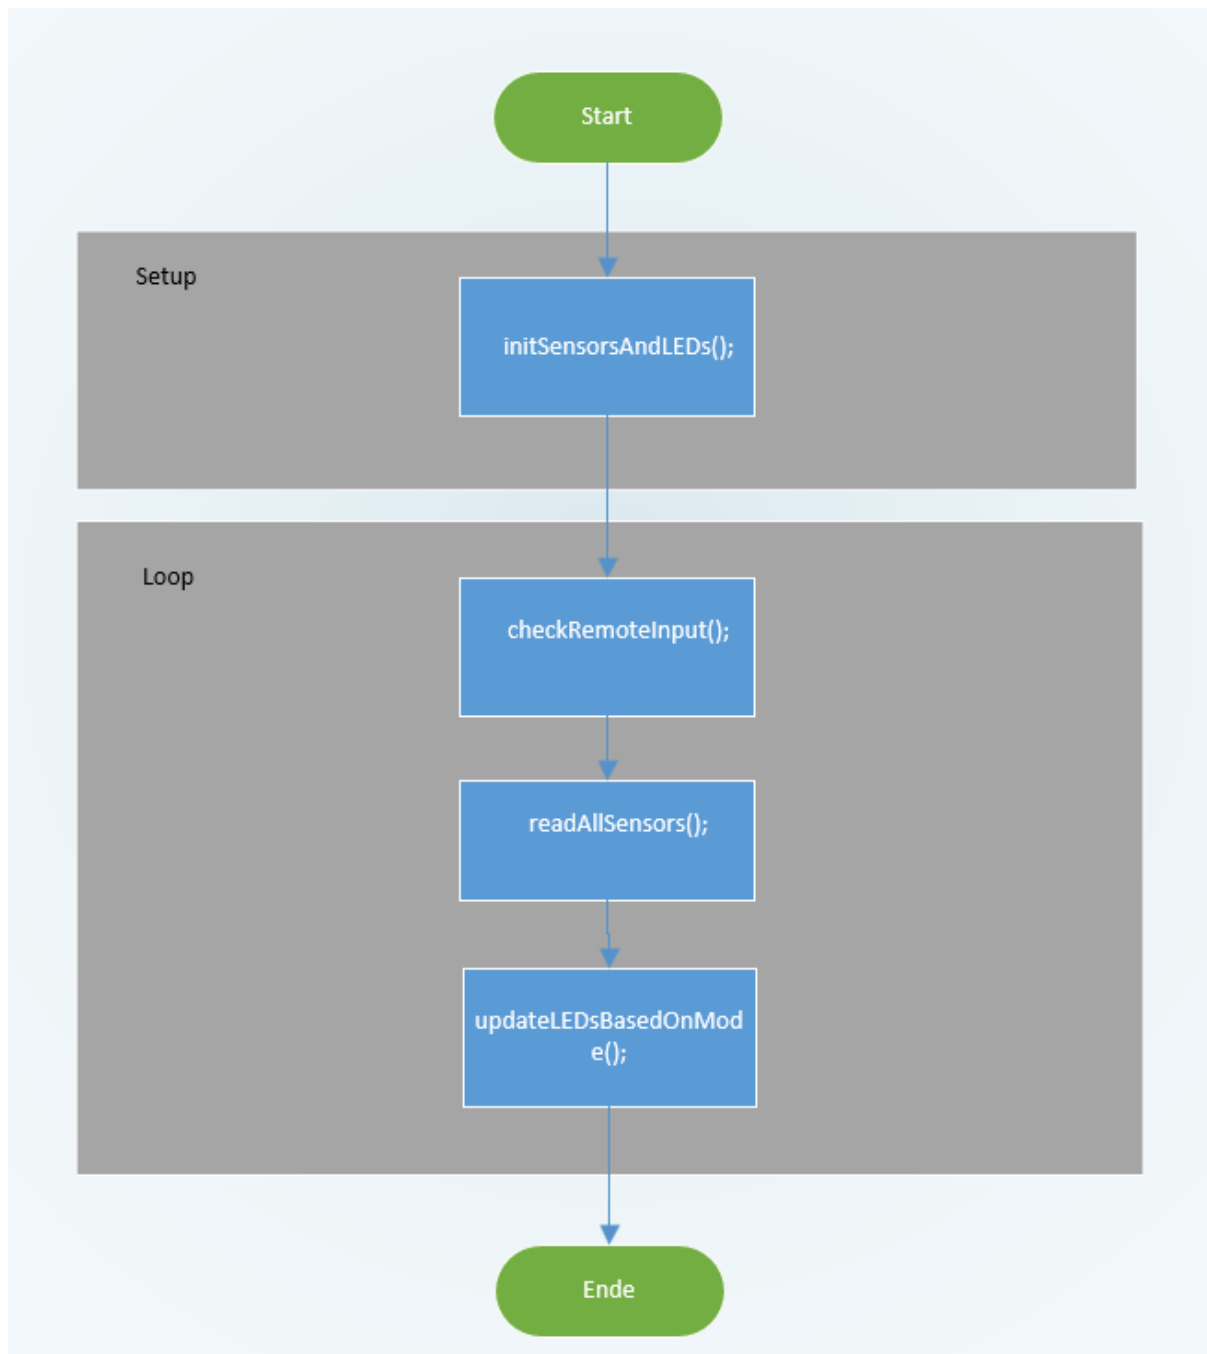 Start
Setup
initSensorsAndLEDs();
Loop
checkRemoteInput();
readAllSensors();
updateLEDsBasedOnMod
e();
Ende